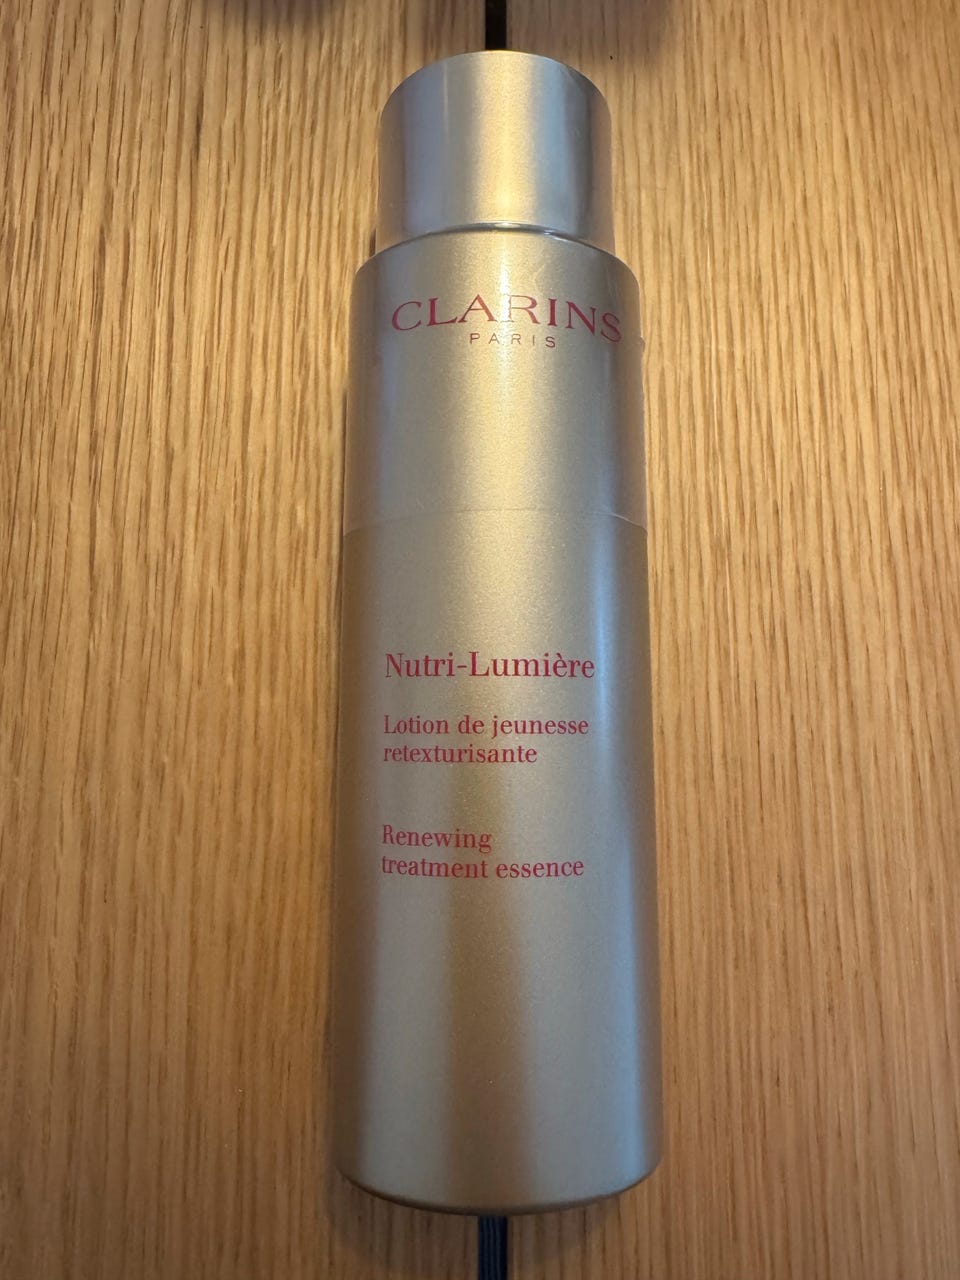 CLARINS
PARIS
Nutri-Lumière
Lotion de jeunesse
retexturisante
Renewing
treatment essence